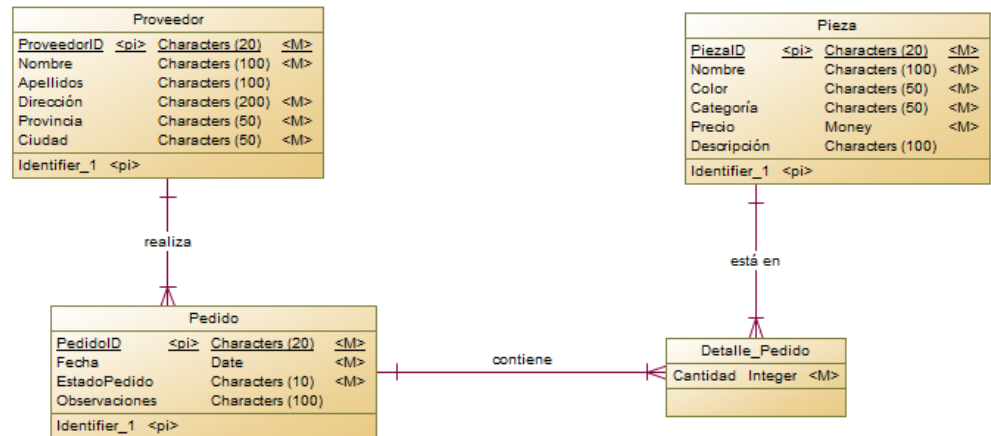 Proveedor
ProveedorID <pi> Characters (20) <M>
Nombre Characters (100) <M>
Apellidos Characters (100)
Dirección Characters (200) <M>
Provincia Characters (50) <M>
Ciudad Characters (50) <M>
Identifier_1 <pi>
Pieza
PiezaID <pi> Characters (20) <M>
Nombre Characters (100) <M>
Color Characters (50) <M>
Categoría Characters (50) <M>
Precio Money <M>
Descripción Characters (100)
Identifier_1 <pi>
realiza
está en
Pedido
PedidoID <pi> Characters (20) <M>
Fecha Date <M>
EstadoPedido Characters (10) <M>
Observaciones Characters (100)
Identifier_1 <pi>
contiene
Detalle_Pedido
Cantidad Integer <M>